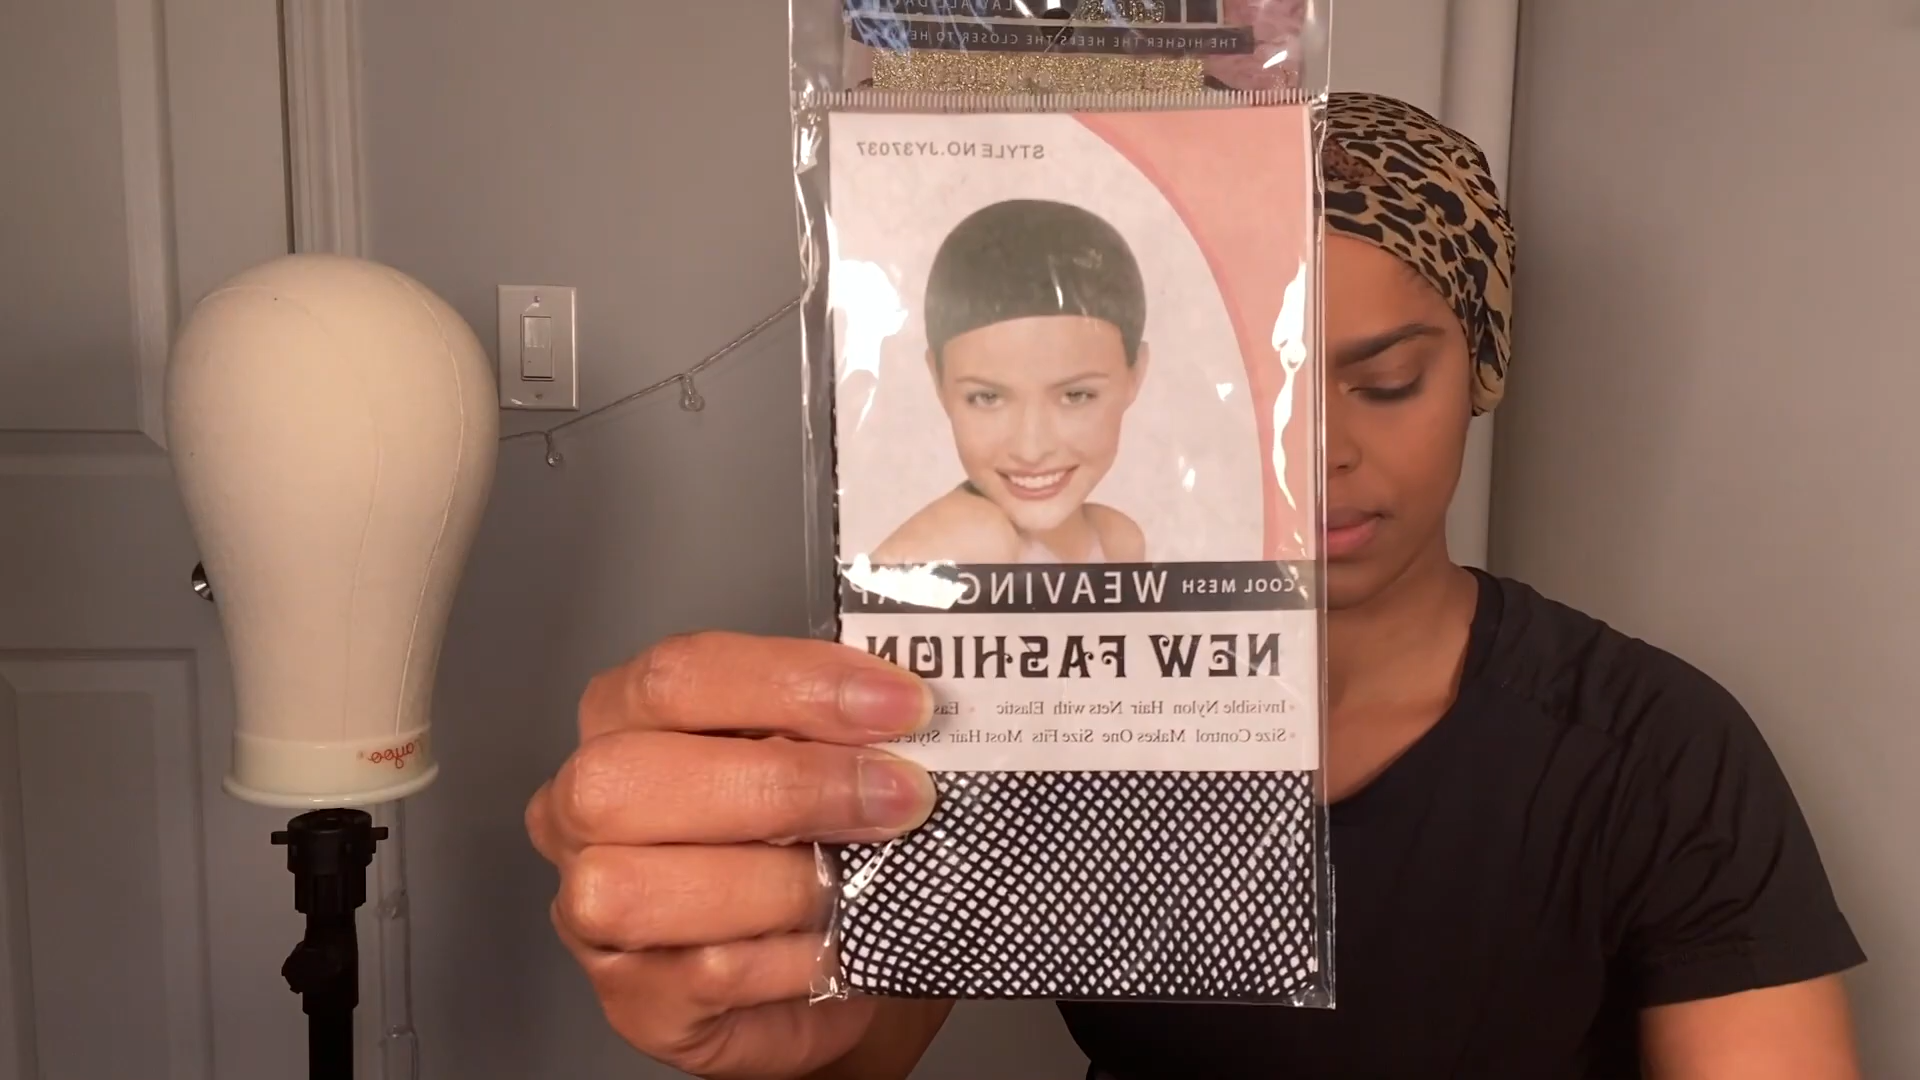 THE HIGHER THE HEELS THE CLOSER TO
STYLE NO.JY37037
COOL MESH WEAVING
NEW FASHION
Invisible Nylon Hair Nets with Elastic
Size Control Makes One Size Fits Most Hair Style